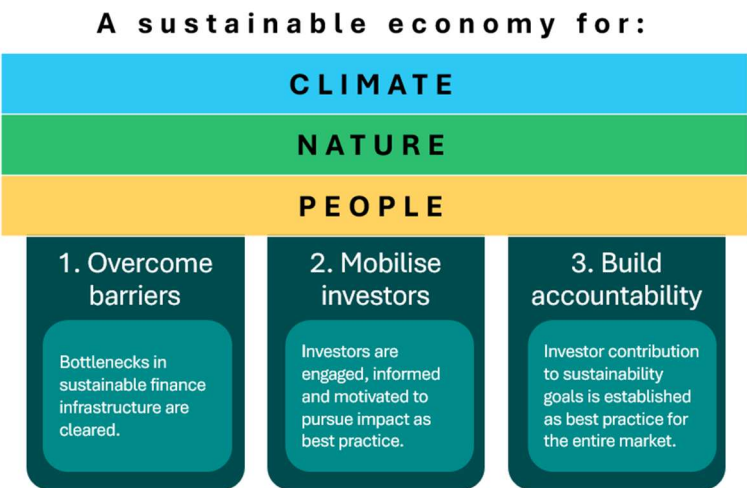 A sustainable economy for:
CLIMATE
NATURE
PEOPLE
1. Overcome
barriers
Bottlenecks in
sustainable finance
infrastructure are
cleared.
2. Mobilise
investors
Investors are
engaged, informed
and motivated to
pursue impact as
best practice.
3. Build
accountability
Investor contribution
to sustainability
goals is established
as best practice for
the entire market.